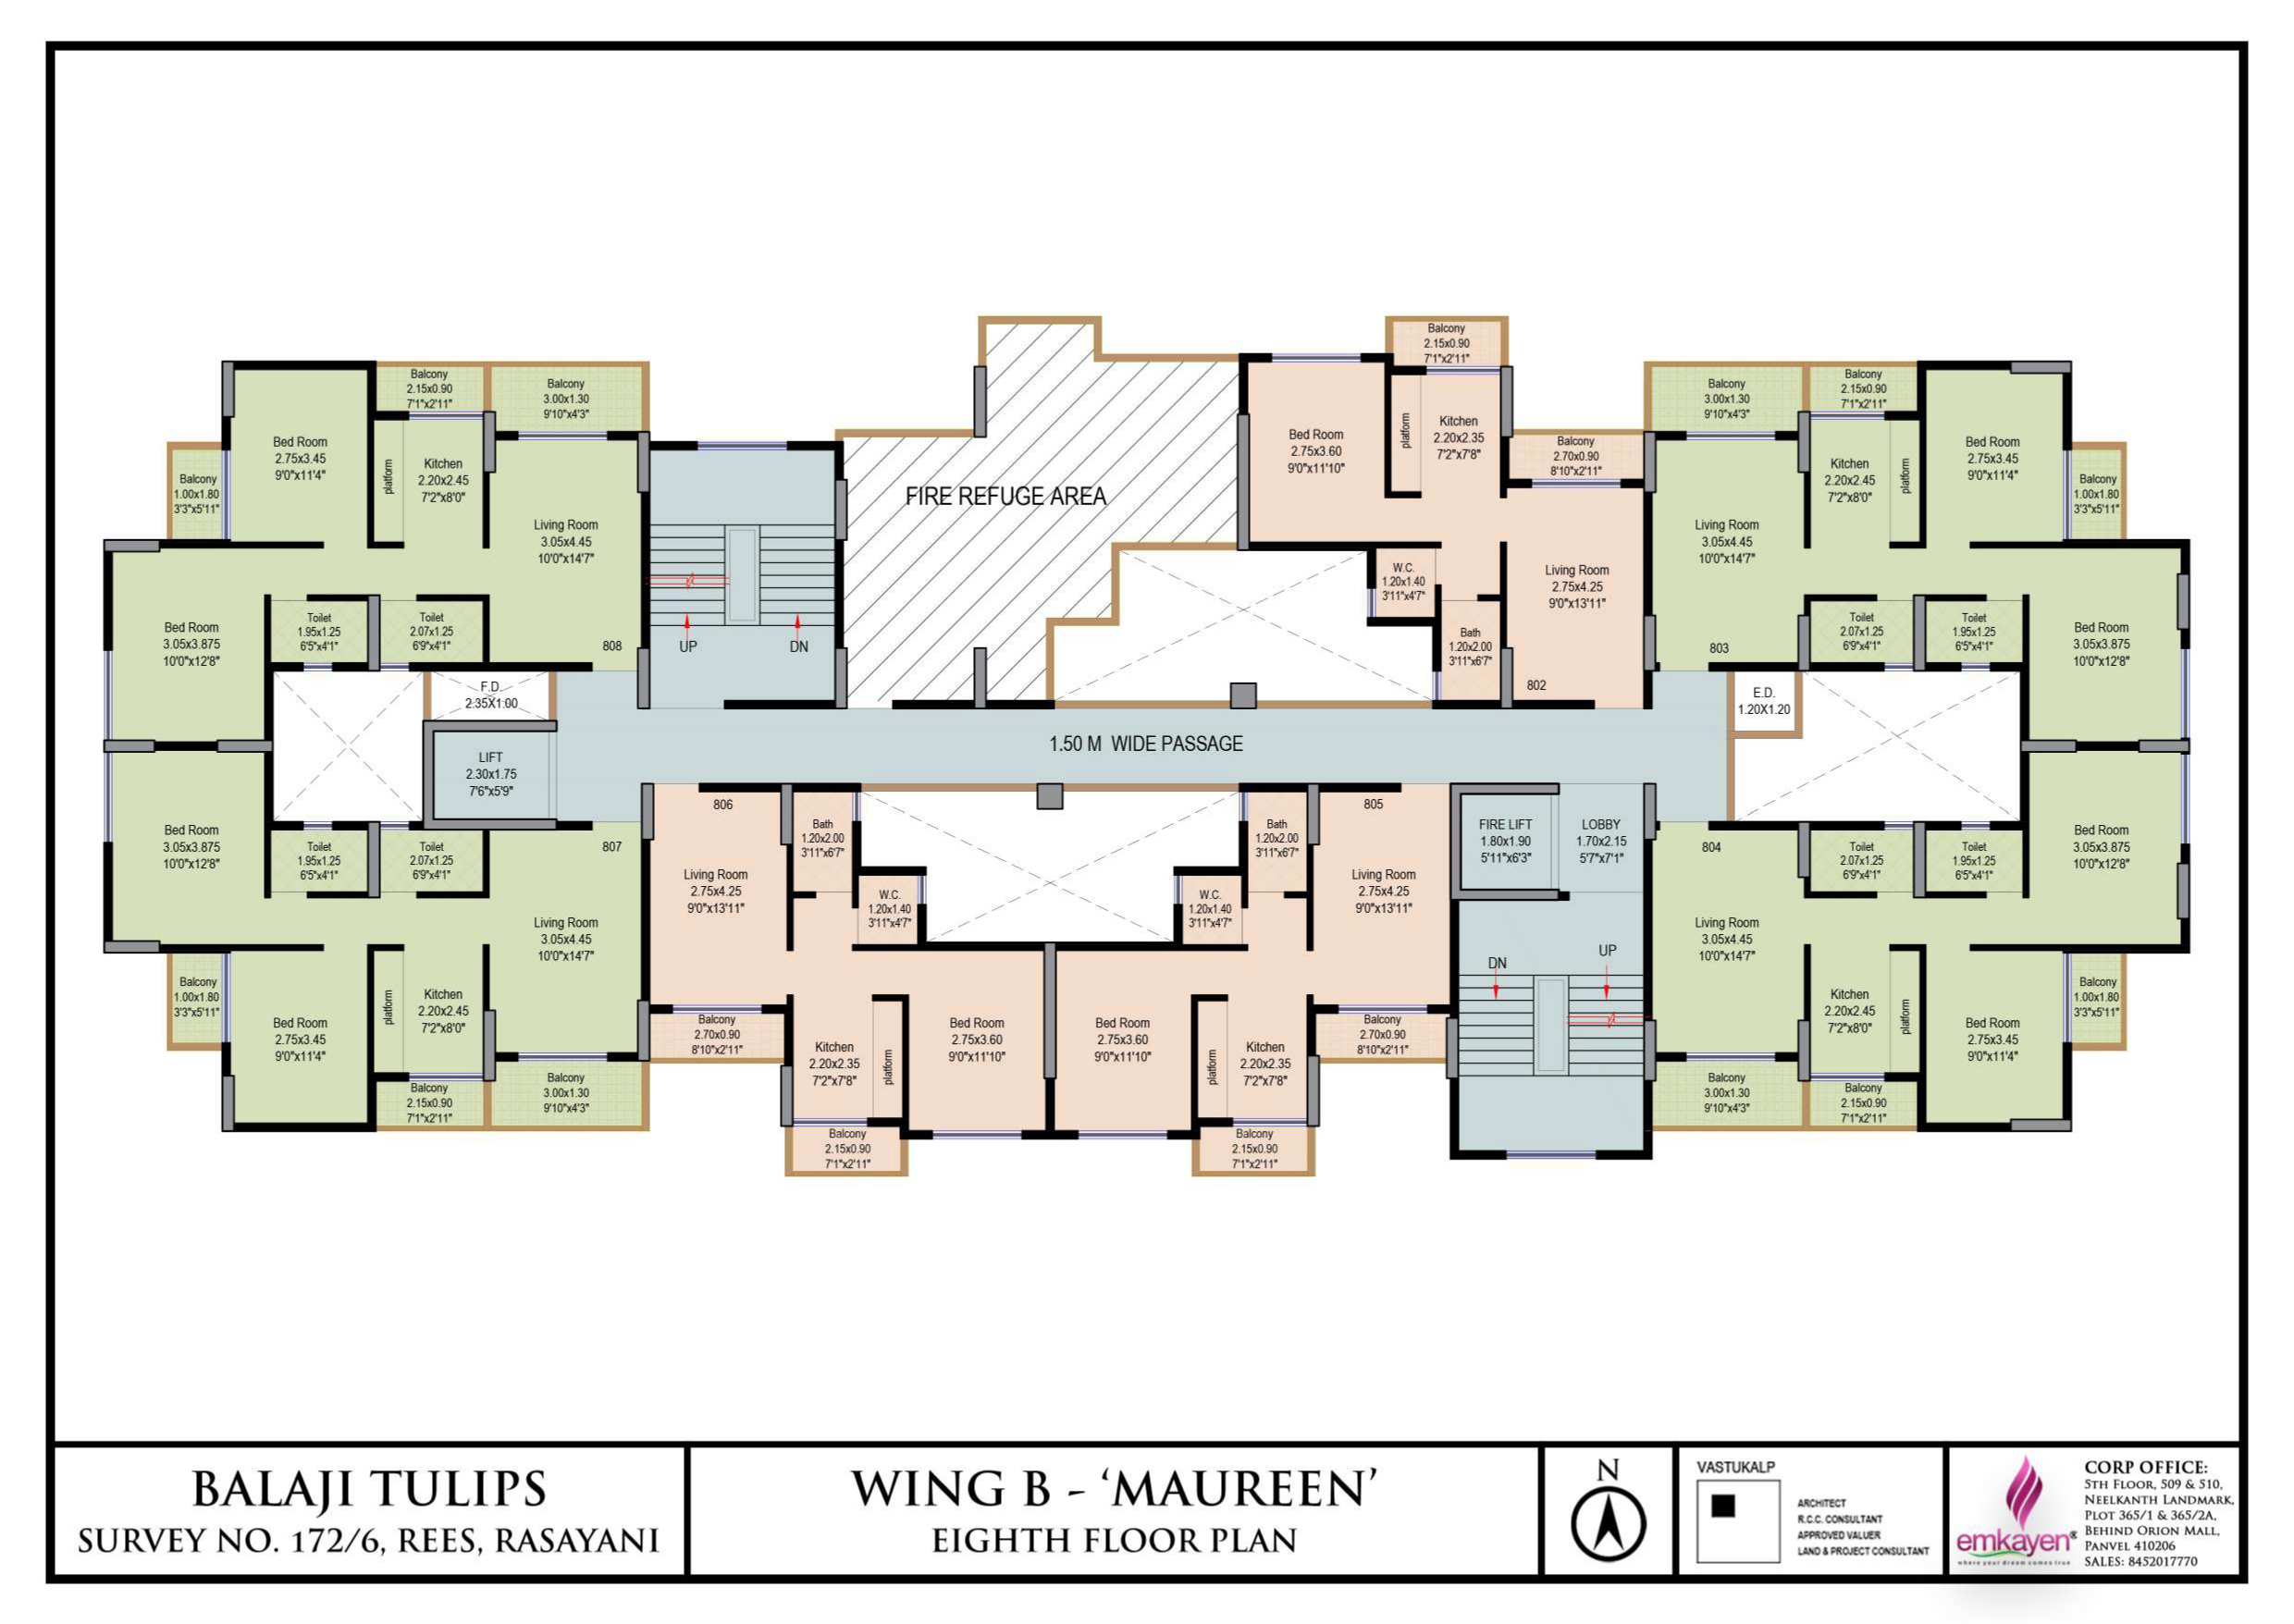 Balcony
2.15x0.90
7'1"x2'11"
Balcony
3.00x1.30
9'10"x4'3"
Bed Room
2.75x3.45
9'0"x11'4"
platform
Kitchen
2.20x2.45
7'2"x8'0"
Balcony
1.00x1.80
3'3"x5'11"
Living Room
3.05x4.45
10'0"x14'7"
Bed Room
3.05x3.875
10'0"x12'8"
Toilet
1.95x1.25
6'5"x4'1"
Toilet
2.07x1.25
6'9"x4'1"
808
UP
DN
FIRE REFUGE AREA
Balcony
2.15x0.90
7'1"x2'11"
Bed Room
2.75x3.60
9'0"x11'10"
platform
Kitchen
2.20x2.35
7'2"x7'8"
Balcony
2.70x0.90
8'10"x2'11"
W.C.
1.20x1.40
3'11"x4'7"
Living Room
2.75x4.25
9'0"x13'11"
Bath
1.20x2.00
3'11"x6'7"
802
Balcony
3.00x1.30
9'10"x4'3"
Balcony
2.15x0.90
7'1"x2'11"
Kitchen
2.20x2.45
7'2"x8'0"
platform
Bed Room
2.75x3.45
9'0"x11'4"
Balcony
1.00x1.80
3'3"x5'11"
Living Room
3.05x4.45
10'0"x14'7"
Toilet
2.07x1.25
6'9"x4'1"
Toilet
1.95x1.25
6'5"x4'1"
Bed Room
3.05x3.875
10'0"x12'8"
803
F.D.
2.35X1.00
E.D.
1.20X1.20
1.50 M WIDE PASSAGE
LIFT
2.30x1.75
7'6"x5'9"
Bed Room
3.05x3.875
10'0"x12'8"
Toilet
1.95x1.25
6'5"x4'1"
Toilet
2.07x1.25
6'9"x4'1"
807
Living Room
3.05x4.45
10'0"x14'7"
Balcony
1.00x1.80
3'3"x5'11"
Bed Room
2.75x3.45
9'0"x11'4"
platform
Kitchen
2.20x2.45
7'2"x8'0"
Balcony
2.15x0.90
7'1"x2'11"
Balcony
3.00x1.30
9'10"x4'3"
806
Bath
1.20x2.00
3'11"x6'7"
Living Room
2.75x4.25
9'0"x13'11"
W.C.
1.20x1.40
3'11"x4'7"
Balcony
2.70x0.90
8'10"x2'11"
Kitchen
2.20x2.35
7'2"x7'8"
platform
Bed Room
2.75x3.60
9'0"x11'10"
Balcony
2.15x0.90
7'1"x2'11"
805
Bath
1.20x2.00
3'11"x6'7"
Living Room
2.75x4.25
9'0"x13'11"
W.C.
1.20x1.40
3'11"x4'7"
Bed Room
2.75x3.60
9'0"x11'10"
platform
Kitchen
2.20x2.35
7'2"x7'8"
Balcony
2.70x0.90
8'10"x2'11"
Balcony
2.15x0.90
7'1"x2'11"
FIRE LIFT
1.80x1.90
5'11"x6'3"
LOBBY
1.70x2.15
5'7"x7'1"
DN
UP
804
Toilet
2.07x1.25
6'9"x4'1"
Toilet
1.95x1.25
6'5"x4'1"
Bed Room
3.05x3.875
10'0"x12'8"
Living Room
3.05x4.45
10'0"x14'7"
Kitchen
2.20x2.45
7'2"x8'0"
platform
Bed Room
2.75x3.45
9'0"x11'4"
Balcony
1.00x1.80
3'3"x5'11"
Balcony
3.00x1.30
9'10"x4'3"
Balcony
2.15x0.90
7'1"x2'11"
BALAJI TULIPS
SURVEY NO. 172/6, REES, RASAYANI
WING B - ‘MAUREEN’
EIGHTH FLOOR PLAN
N
VASTUKALP
ARCHITECT
R.C.C. CONSULTANT
APPROVED VALUER
LAND & PROJECT CONSULTANT
emkayen®
where your dream comes true
CORP OFFICE:
5TH FLOOR, 509 & 510,
NEELKANTH LANDMARK,
PLOT 365/1 & 365/2A,
BEHIND ORION MALL,
PANVEL 410206
SALES: 8452017770